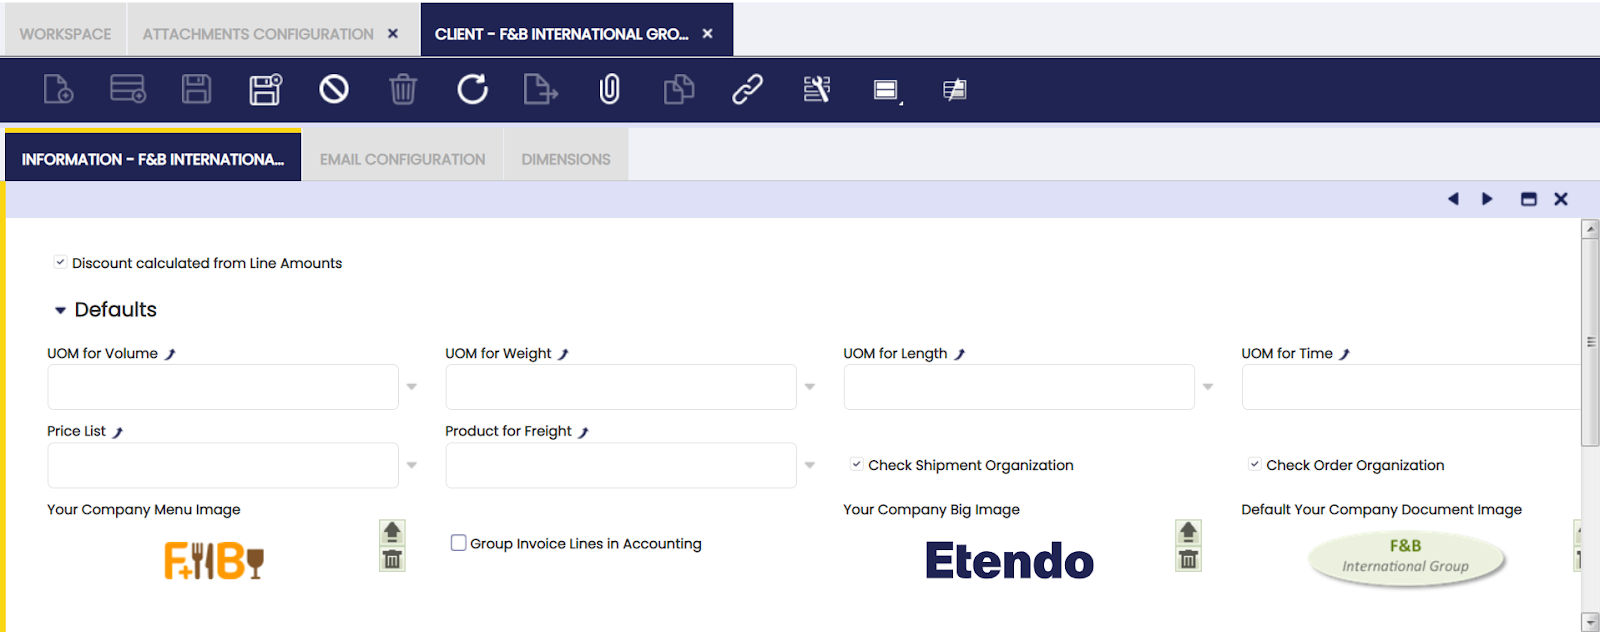 WORKSPACE ATTACHMENTS CONFIGURATION CLIENT - F&B INTERNATIONAL GRO...
INFORMATION - F&B INTERNATIONA... EMAIL CONFIGURATION DIMENSIONS
Discount calculated from Line Amounts
Defaults
UOM for Volume UOM for Weight UOM for Length UOM for Time
Price List Product for Freight
Check Shipment Organization Check Order Organization
Your Company Menu Image Your Company Big Image Default Your Company Document Image
Group Invoice Lines in Accounting
F+B Etendo F&B
International Group